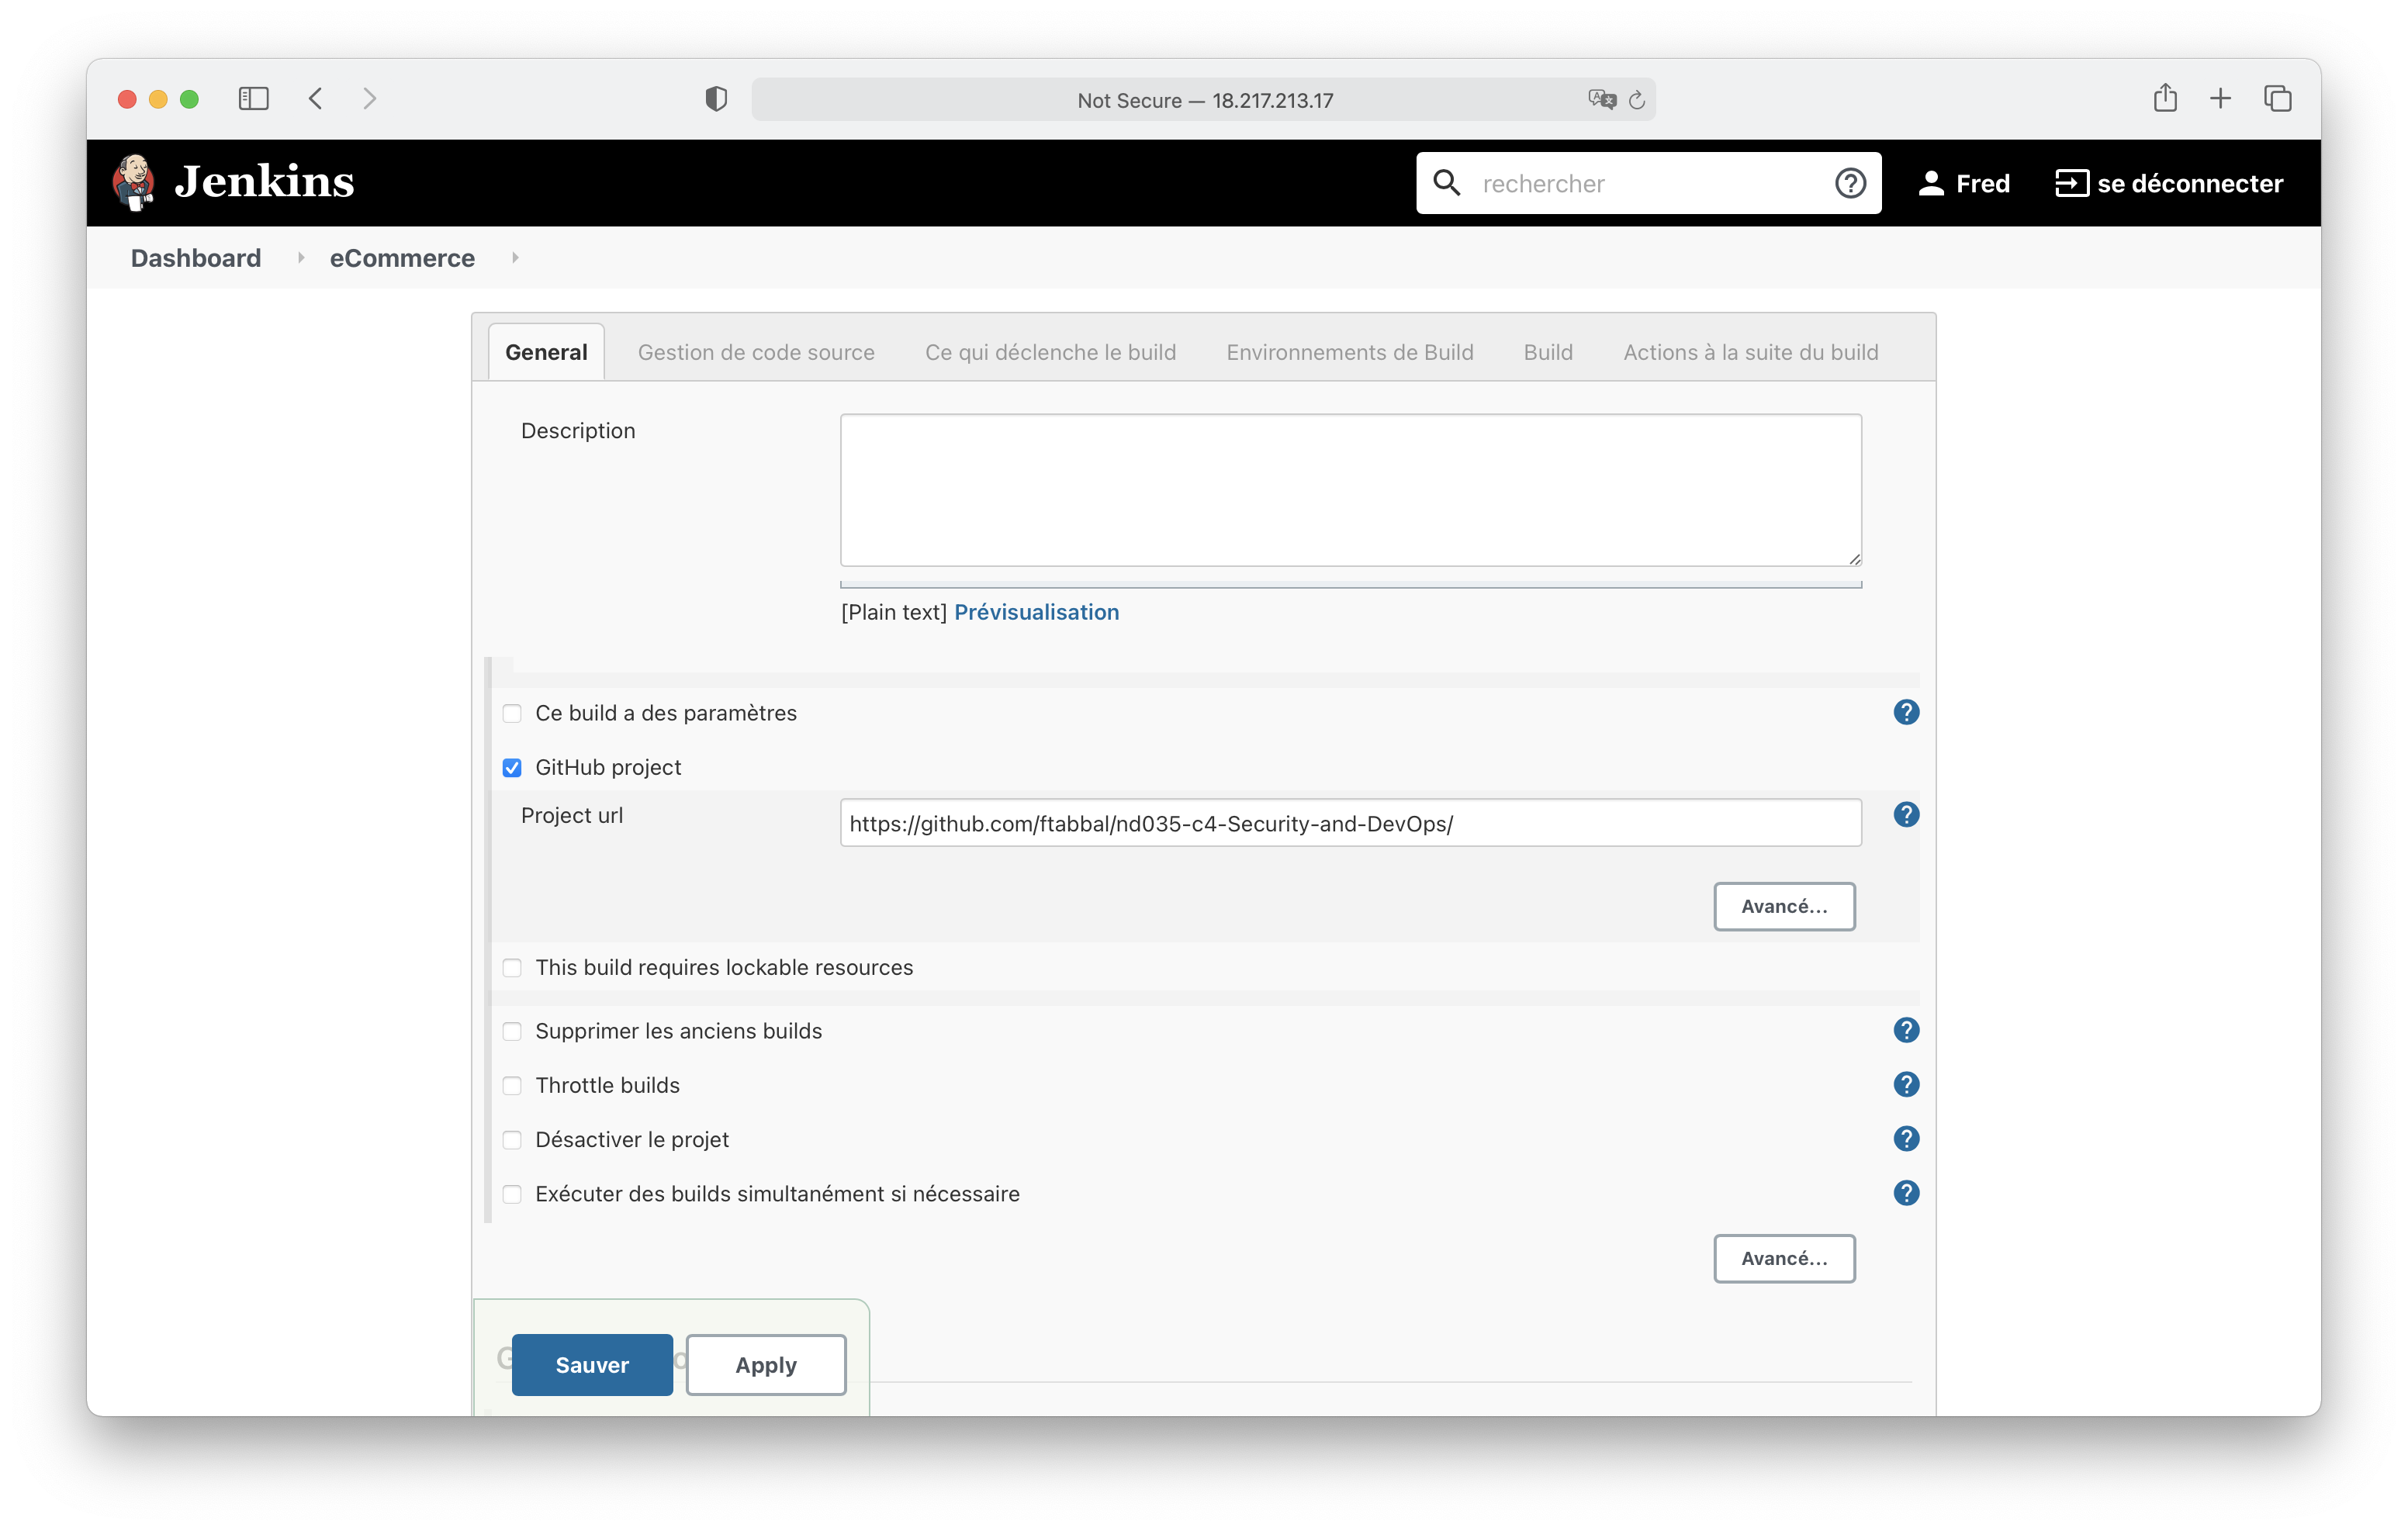 Not Secure — 18.217.213.17
Jenkins
rechercher
Fred
se déconnecter
Dashboard
eCommerce
General
Gestion de code source
Ce qui déclenche le build
Environnements de Build
Build
Actions à la suite du build
Description
[Plain text] Prévisualisation
Ce build a des paramètres
GitHub project
Project url
https://github.com/ftabbal/nd035-c4-Security-and-DevOps/
Avancé...
This build requires lockable resources
Supprimer les anciens builds
Throttle builds
Désactiver le projet
Exécuter des builds simultanément si nécessaire
Avancé...
Sauver
Apply